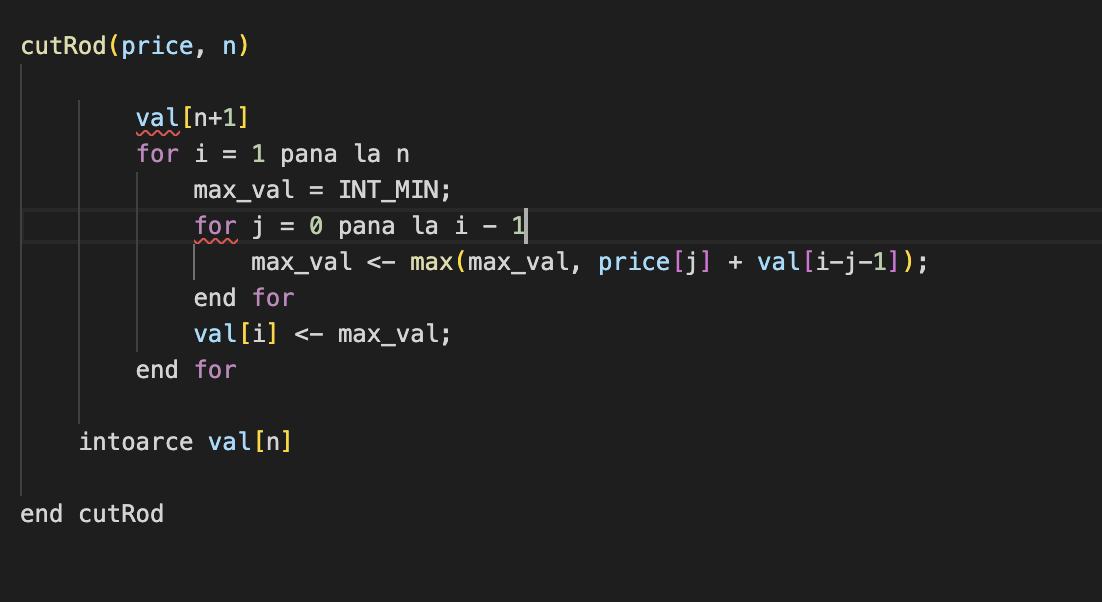 cutRod(price, n)
val[n+1]
for i = 1 pana la n
max_val = INT_MIN;
for j = 0 pana la i - 1
max_val <- max(max_val, price[j] + val[i-j-1]);
end for
val[i] <- max_val;
end for
intoarce val[n]
end cutRod